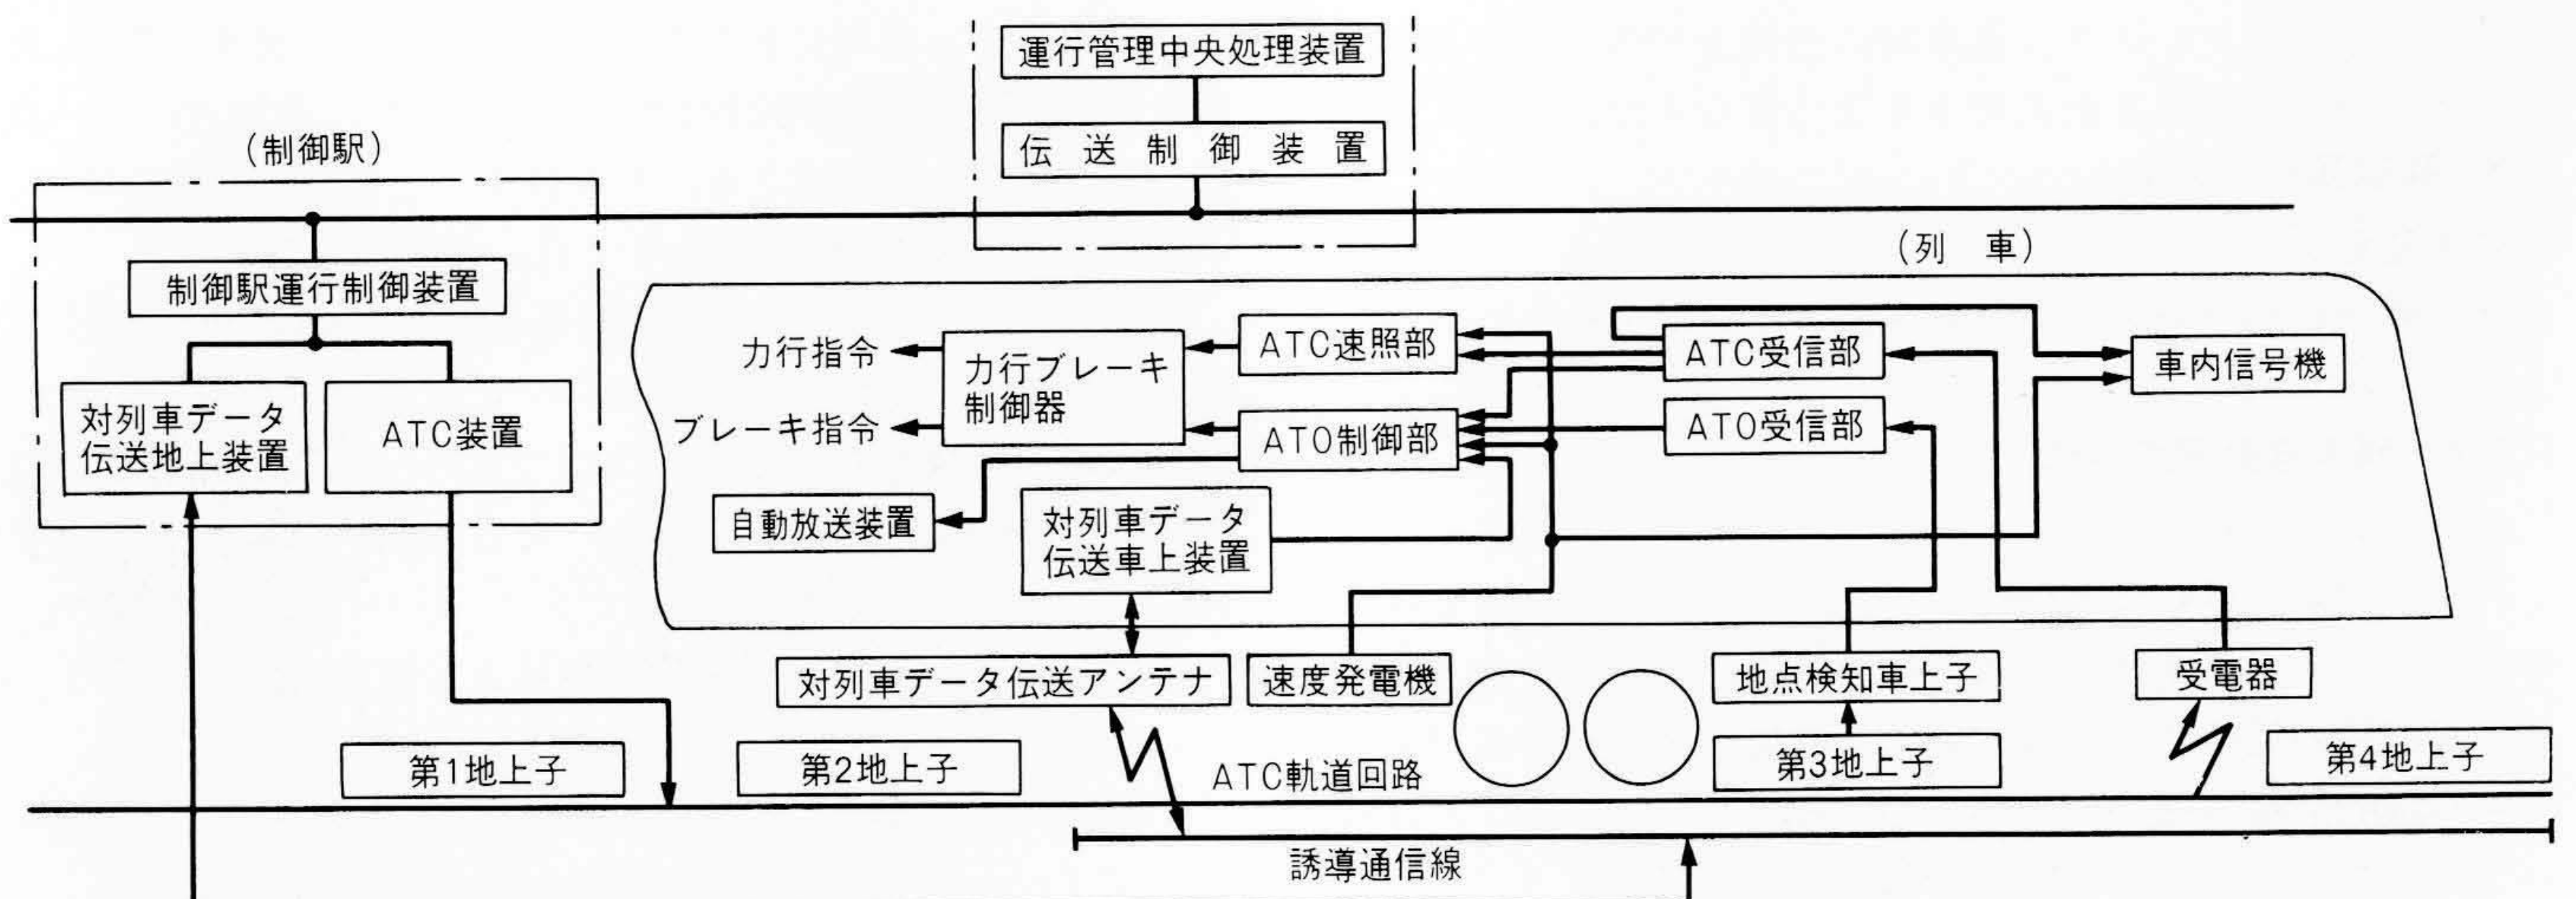 運行管理中央処理装置
伝送制御装置
(制御駅)
制御駅運行制御装置
対列車データ
伝送地上装置
ATC装置
(列車)
力行指令
ブレーキ指令
力行ブレーキ
制御器
ATC速照部
ATO制御部
ATC受信部
ATO受信部
車内信号機
自動放送装置
対列車データ
伝送車上装置
対列車データ伝送アンテナ
速度発電機
地点検知車上子
受電器
第1地上子
第2地上子
ATC軌道回路
第3地上子
第4地上子
誘導通信線